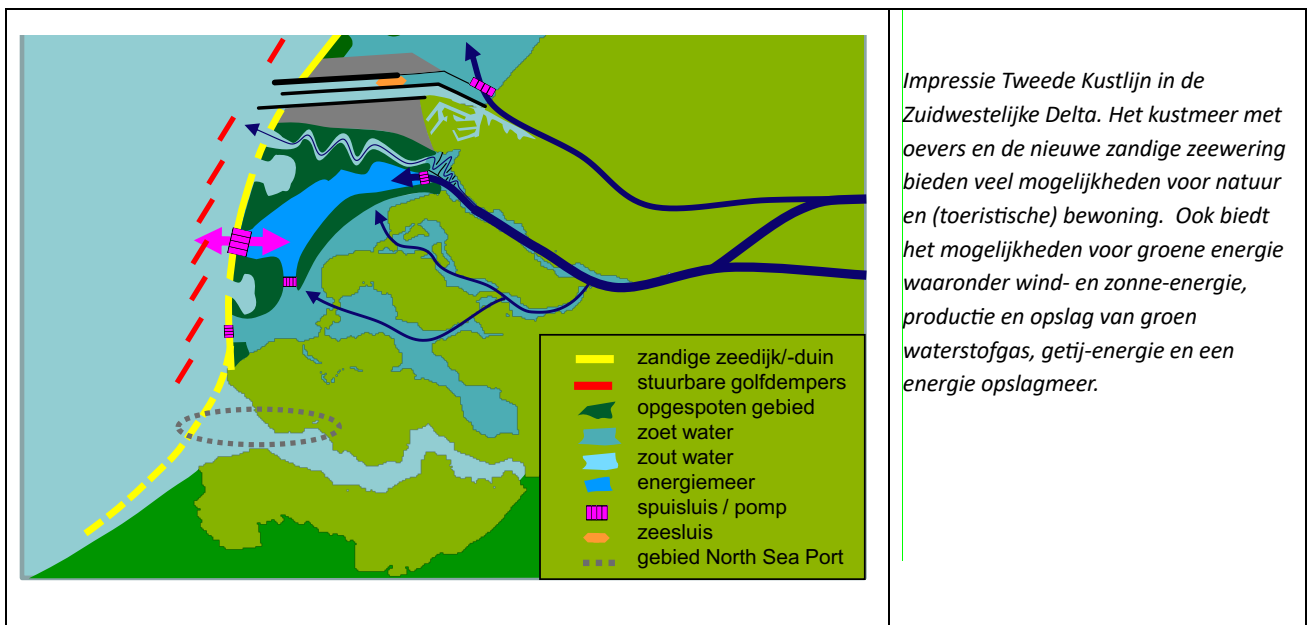 zandige zeedijk/-duin
stuurbare golfdempers
opgespoten gebied
zoet water
zout water
energiemeer
spuisluis / pomp
zeesluis
gebied North Sea Port
Impressie Tweede Kustlijn in de
Zuidwestelijke Delta. Het kustmeer met
oevers en de nieuwe zandige zeewering
bieden veel mogelijkheden voor natuur
en (toeristische) bewoning.  Ook biedt
het mogelijkheden voor groene energie
waaronder wind- en zonne-energie,
productie en opslag van groen
waterstofgas, getij-energie en een
energie opslagmeer.